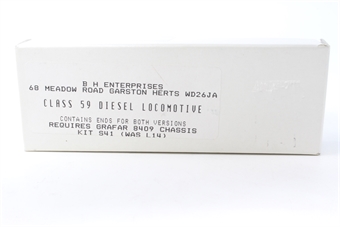 B H ENTERPRISES
68 MEADOW ROAD GARSTON HERTS WD26JA
CLASS 59 DIESEL LOCOMOTIVE
CONTAINS ENDS FOR BOTH VERSIONS
REQUIRES GRAFAR 8409 CHASSIS
KIT S41 (WAS L14)